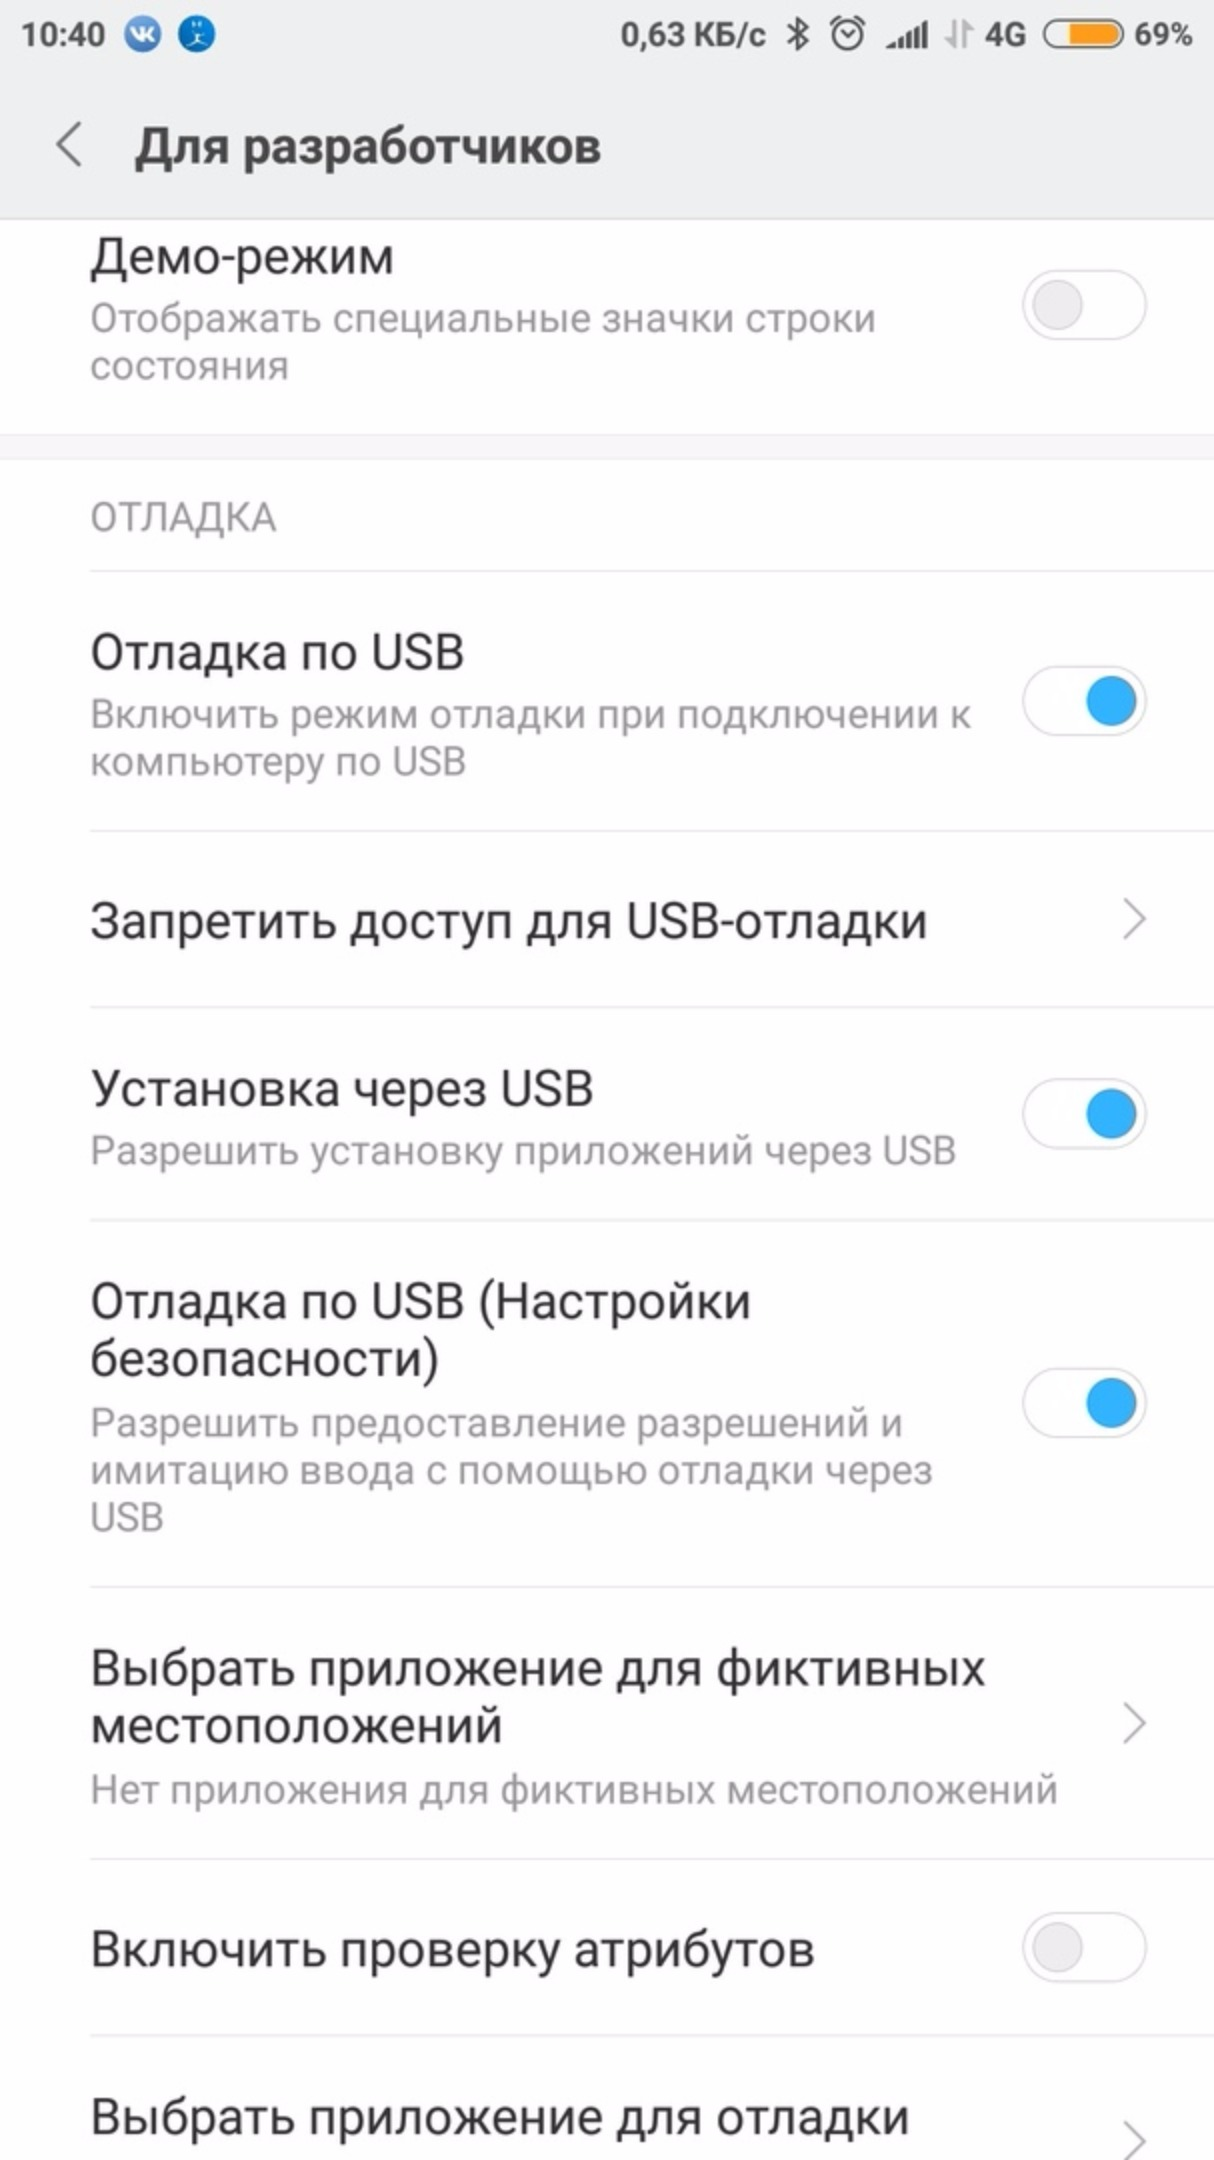 10:40 0,63 КБ/с 4G 69%
Для разработчиков
Демо-режим
Отображать специальные значки строки
состояния
ОТЛАДКА
Отладка по USB
Включить режим отладки при подключении к
компьютеру по USB
Запретить доступ для USB-отладки
Установка через USB
Разрешить установку приложений через USB
Отладка по USB (Настройки
безопасности)
Разрешить предоставление разрешений и
имитацию ввода с помощью отладки через
USB
Выбрать приложение для фиктивных
местоположений
Нет приложения для фиктивных местоположений
Включить проверку атрибутов
Выбрать приложение для отладки